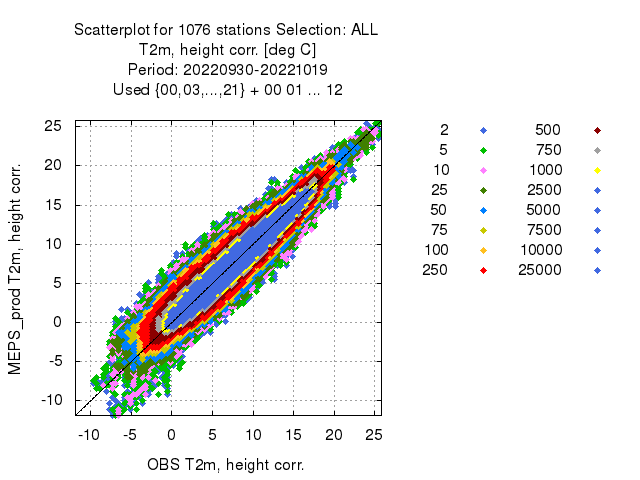 Scatterplot for 1076 stations Selection: ALL
T2m, height corr. [deg C]
Period: 20220930-20221019
Used {00,03,...,21} + 00 01 ... 12
MEPS_prod T2m, height corr.
25
20
15
10
5
0
-5
-10
-10 -5 0 5 10 15 20 25
OBS T2m, height corr.
2 500
5 750
10 1000
25 2500
50 5000
75 7500
100 10000
250 25000